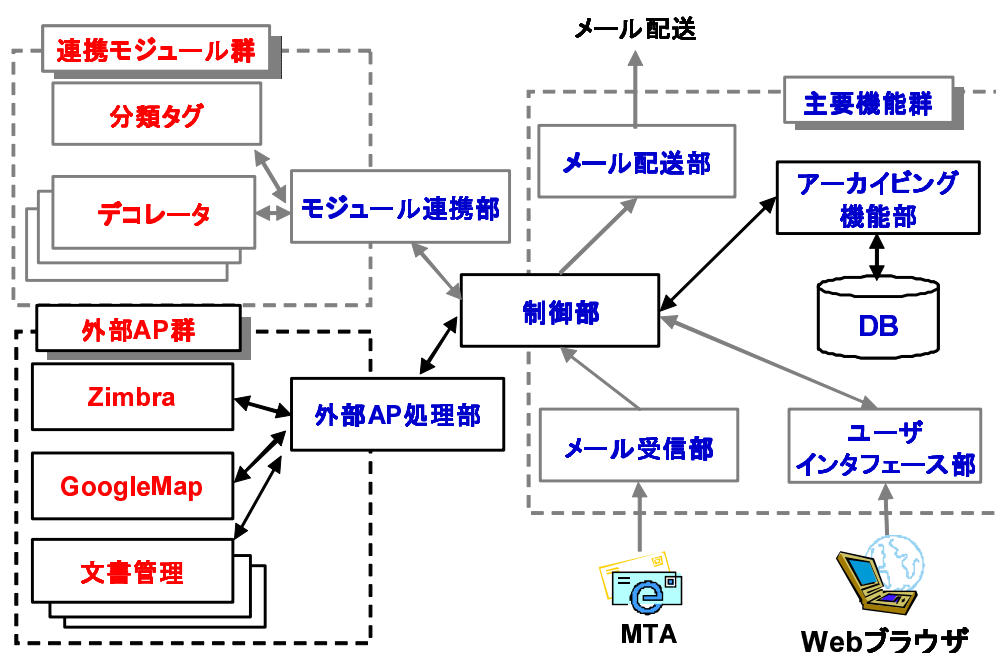 メール配送
連携モジュール群
分類タグ
デコレータ
モジュール連携部
主要機能群
メール配送部
アーカイビング
機能部
DB
制御部
外部AP群
Zimbra
GoogleMap
文書管理
外部AP処理部
メール受信部
ユーザ
インタフェース部
MTA
Webブラウザ